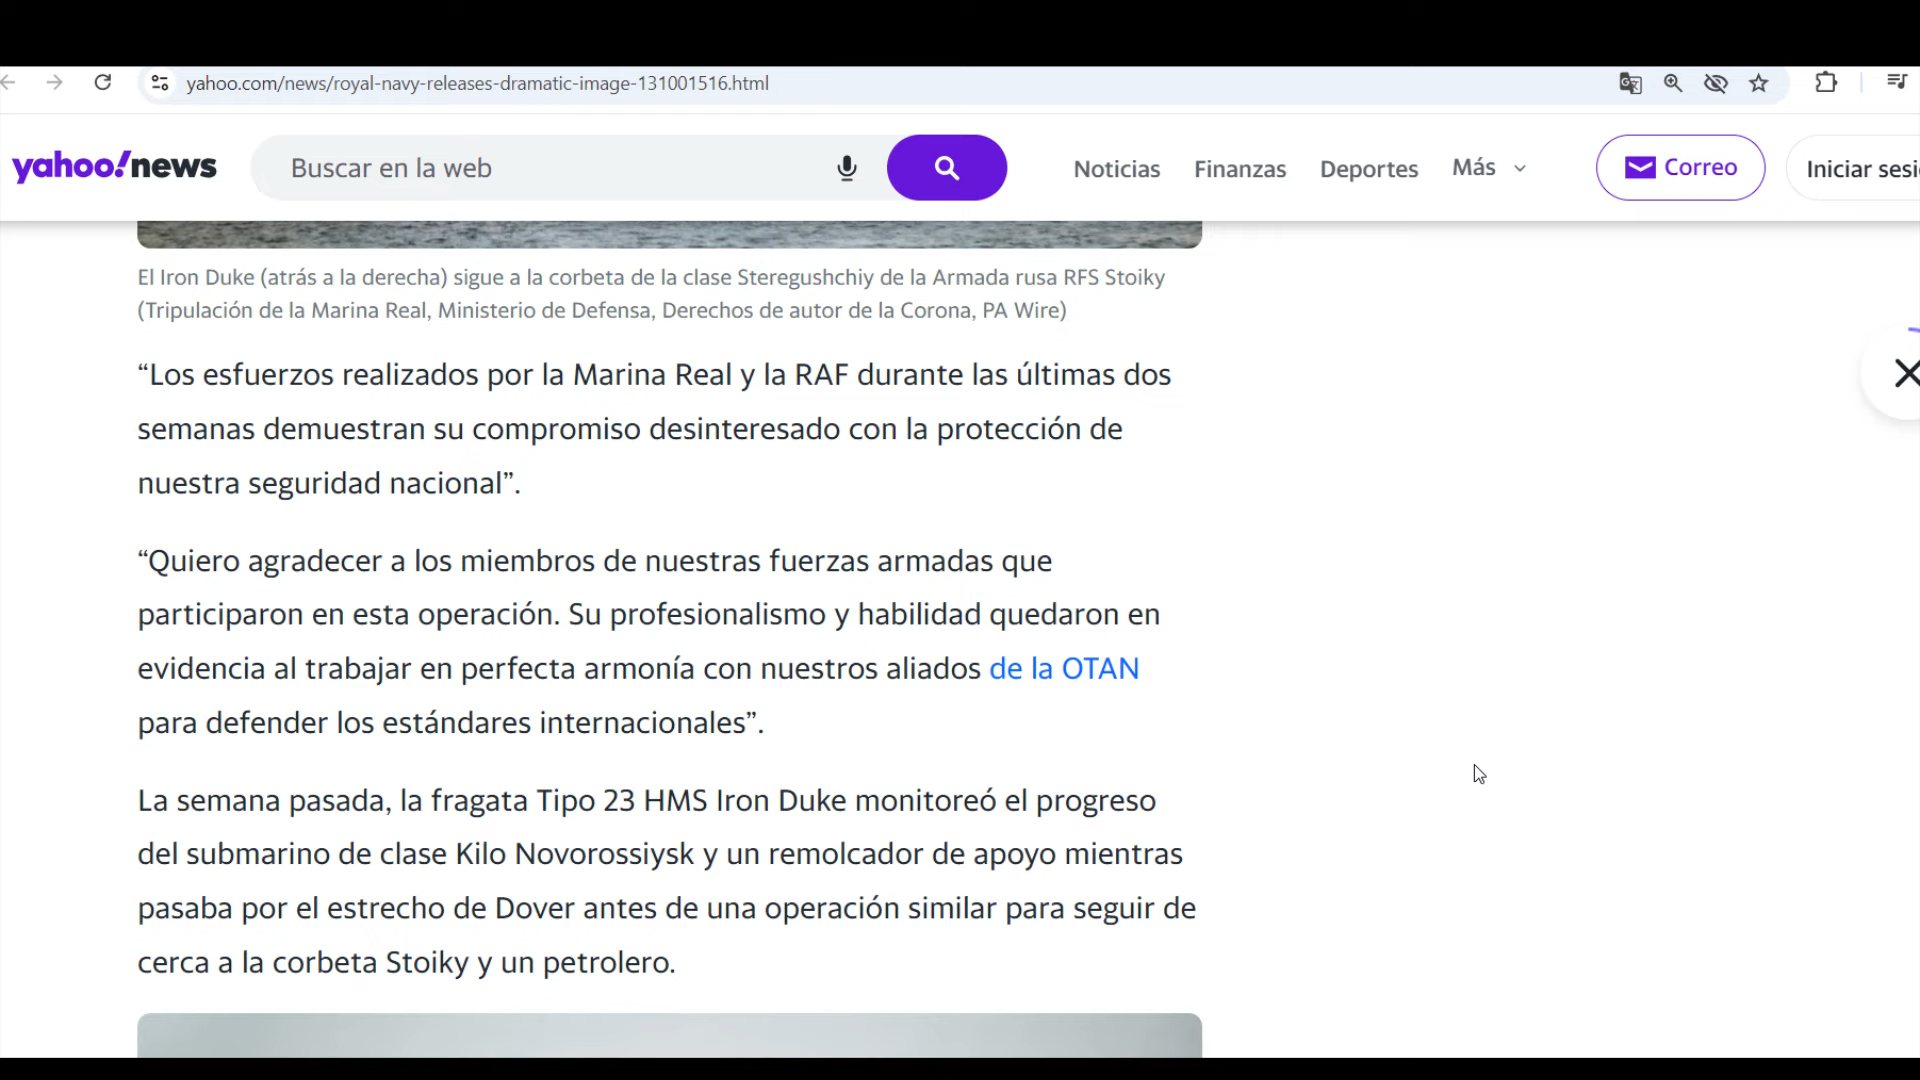 yahoo.com/news/royal-navy-releases-dramatic-image-131001516.html
yahoo!news
Buscar en la web
Noticias
Finanzas
Deportes
Más
Correo
Iniciar sesi
El Iron Duke (atrás a la derecha) sigue a la corbeta de la clase Steregushchiy de la Armada rusa RFS Stoiky
(Tripulación de la Marina Real, Ministerio de Defensa, Derechos de autor de la Corona, PA Wire)
“Los esfuerzos realizados por la Marina Real y la RAF durante las últimas dos
semanas demuestran su compromiso desinteresado con la protección de
nuestra seguridad nacional”.
“Quiero agradecer a los miembros de nuestras fuerzas armadas que
participaron en esta operación. Su profesionalismo y habilidad quedaron en
evidencia al trabajar en perfecta armonía con nuestros aliados de la OTAN
para defender los estándares internacionales”.
La semana pasada, la fragata Tipo 23 HMS Iron Duke monitoreó el progreso
del submarino de clase Kilo Novorossiysk y un remolcador de apoyo mientras
pasaba por el estrecho de Dover antes de una operación similar para seguir de
cerca a la corbeta Stoiky y un petrolero.